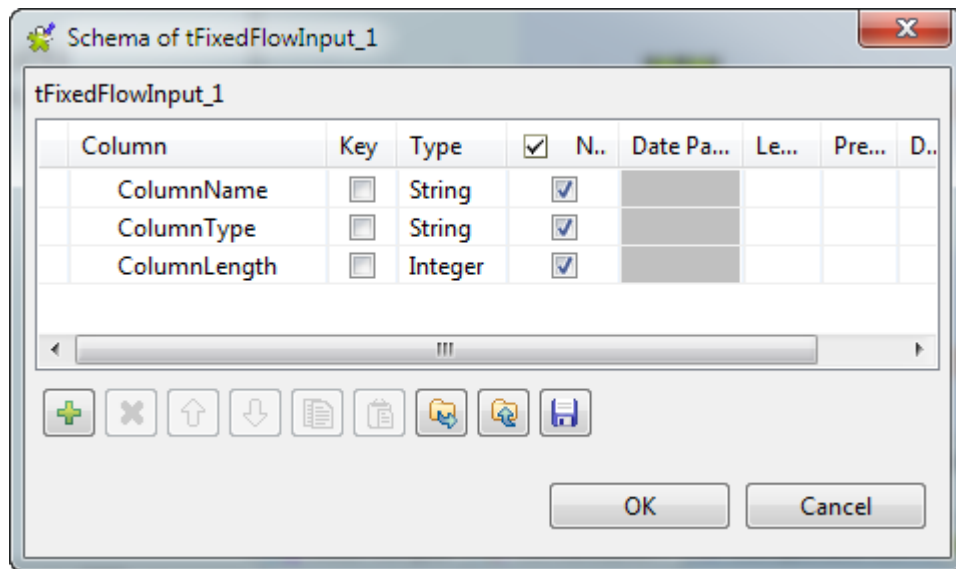 Schema of tFixedFlowInput_1
tFixedFlowInput_1
Column Key Type N.. Date Pa... Le... Pre... D..
ColumnName String
ColumnType String
ColumnLength Integer
OK Cancel